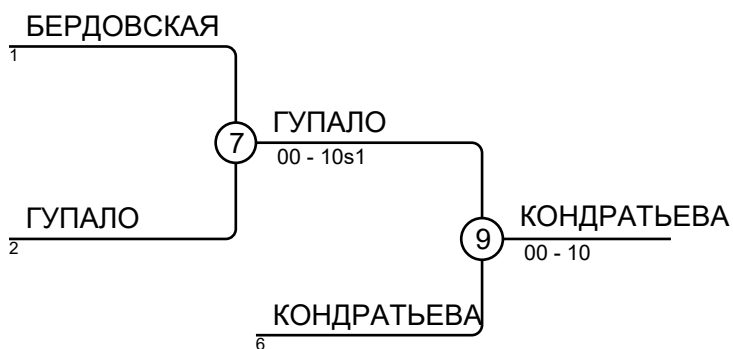 БЕРДОВСКАЯ
1
7
ГУПАЛО
00 - 10s1
ГУПАЛО
2
9
КОНДРАТЬЕВА
00 - 10
КОНДРАТЬЕВА
6